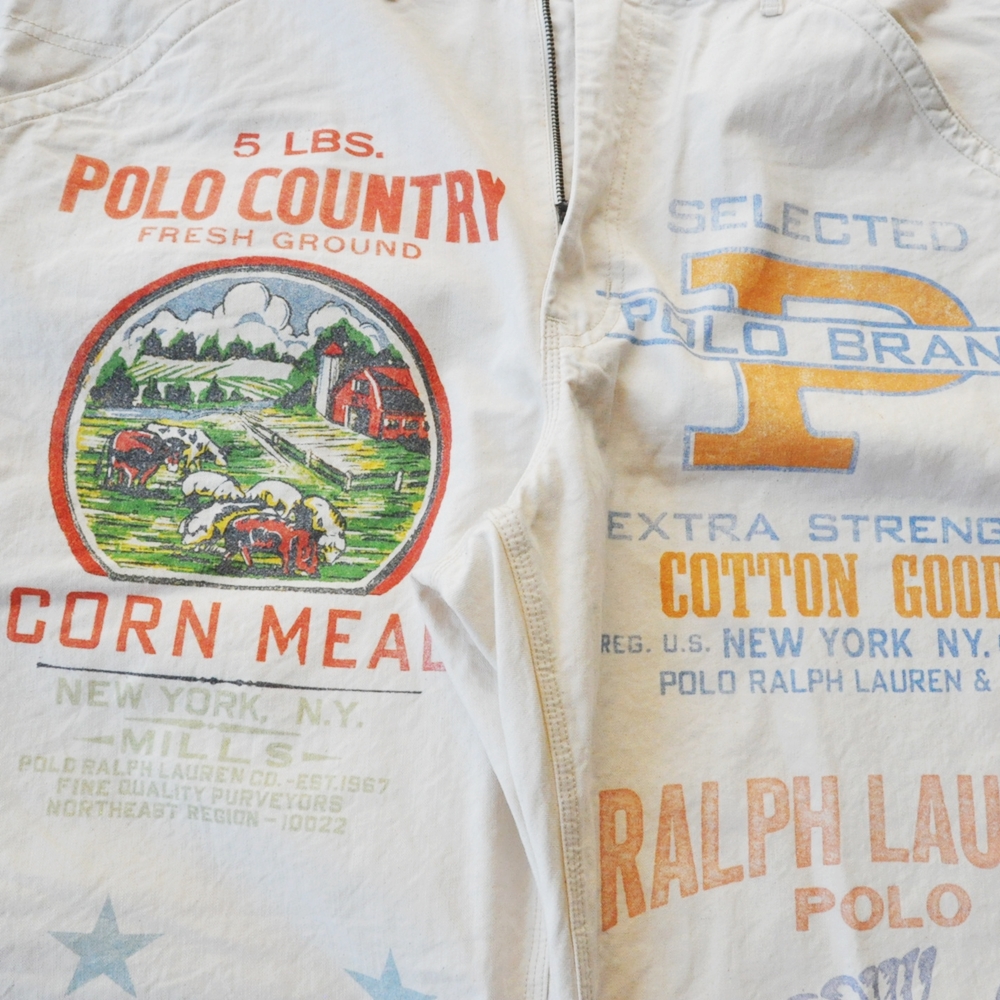 5 LBS.
POLO COUNTRY
FRESH GROUND
CORN MEAL
NEW YORK, N.Y.
MILLS
POLO RALPH LAUREN CO.-EST.1967
FINE QUALITY PURVEYORS
NORTHEAST REGION-10022
SELECTED
P
POLO BRAN
EXTRA STRENG
COTTON GOOD
REG. U.S. NEW YORK NY.
POLO RALPH LAUREN &
RALPH LAU
POLO